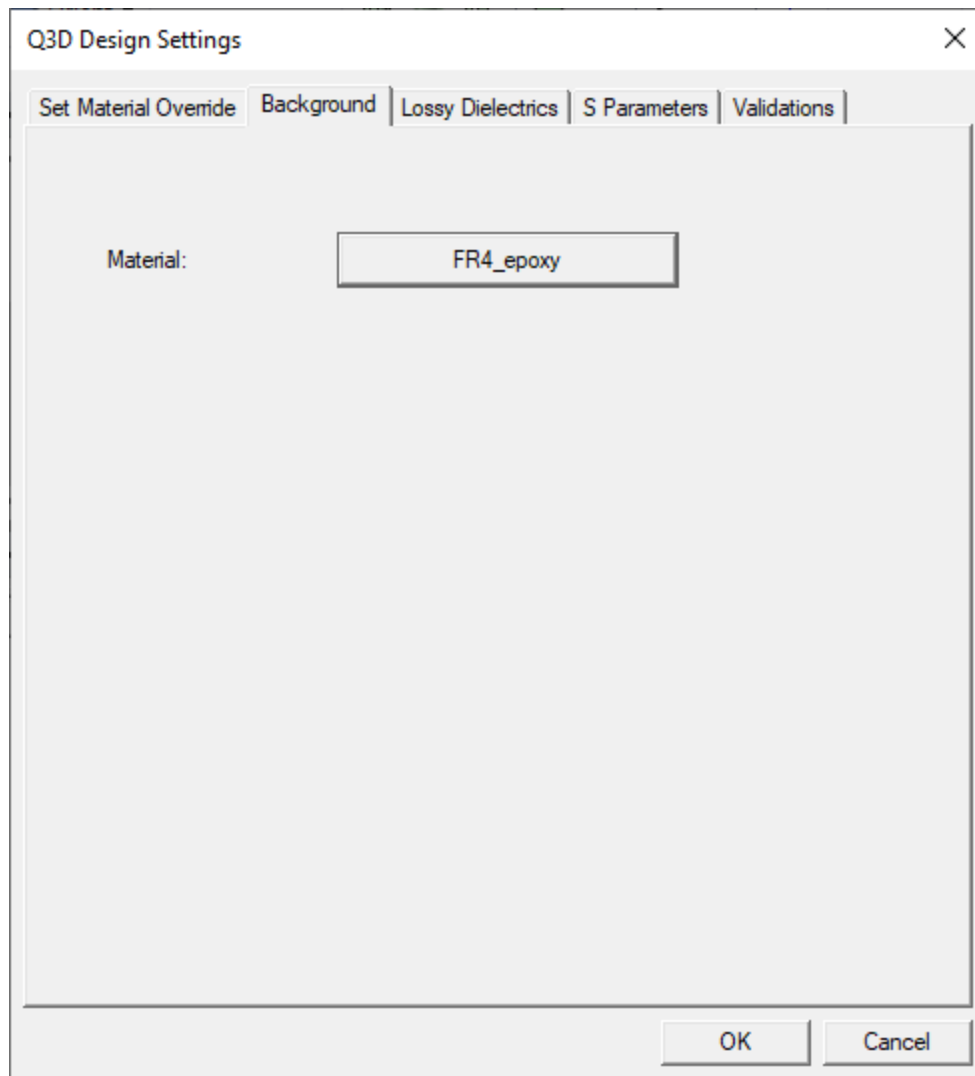 Q3D Design Settings
Set Material Override Background Lossy Dielectrics S Parameters Validations
Material: FR4_epoxy
OK Cancel